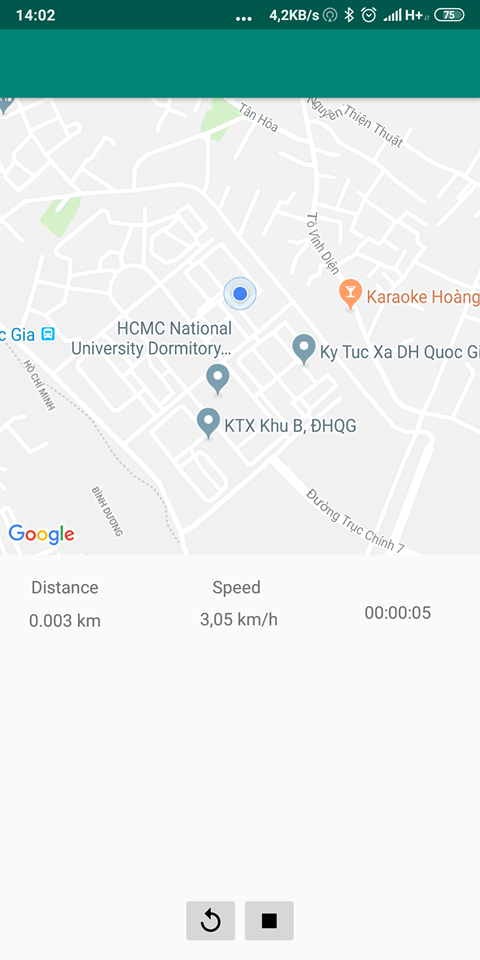 14:02 ... 4,2KB/s H+ 75
Tân Hòa
Nguyễn Thiện Thuật
Tô Vĩnh Diện
Karaoke Hoàng
c Gia
HCMC National
University Dormitory...
Ky Tuc Xa DH Quoc Gi
HỒ CHÍ MINH
KTX Khu B, ĐHQG
BÌNH DƯƠNG
Đường Trục Chính 7
Google
Distance
Speed
0.003 km
3,05 km/h
00:00:05